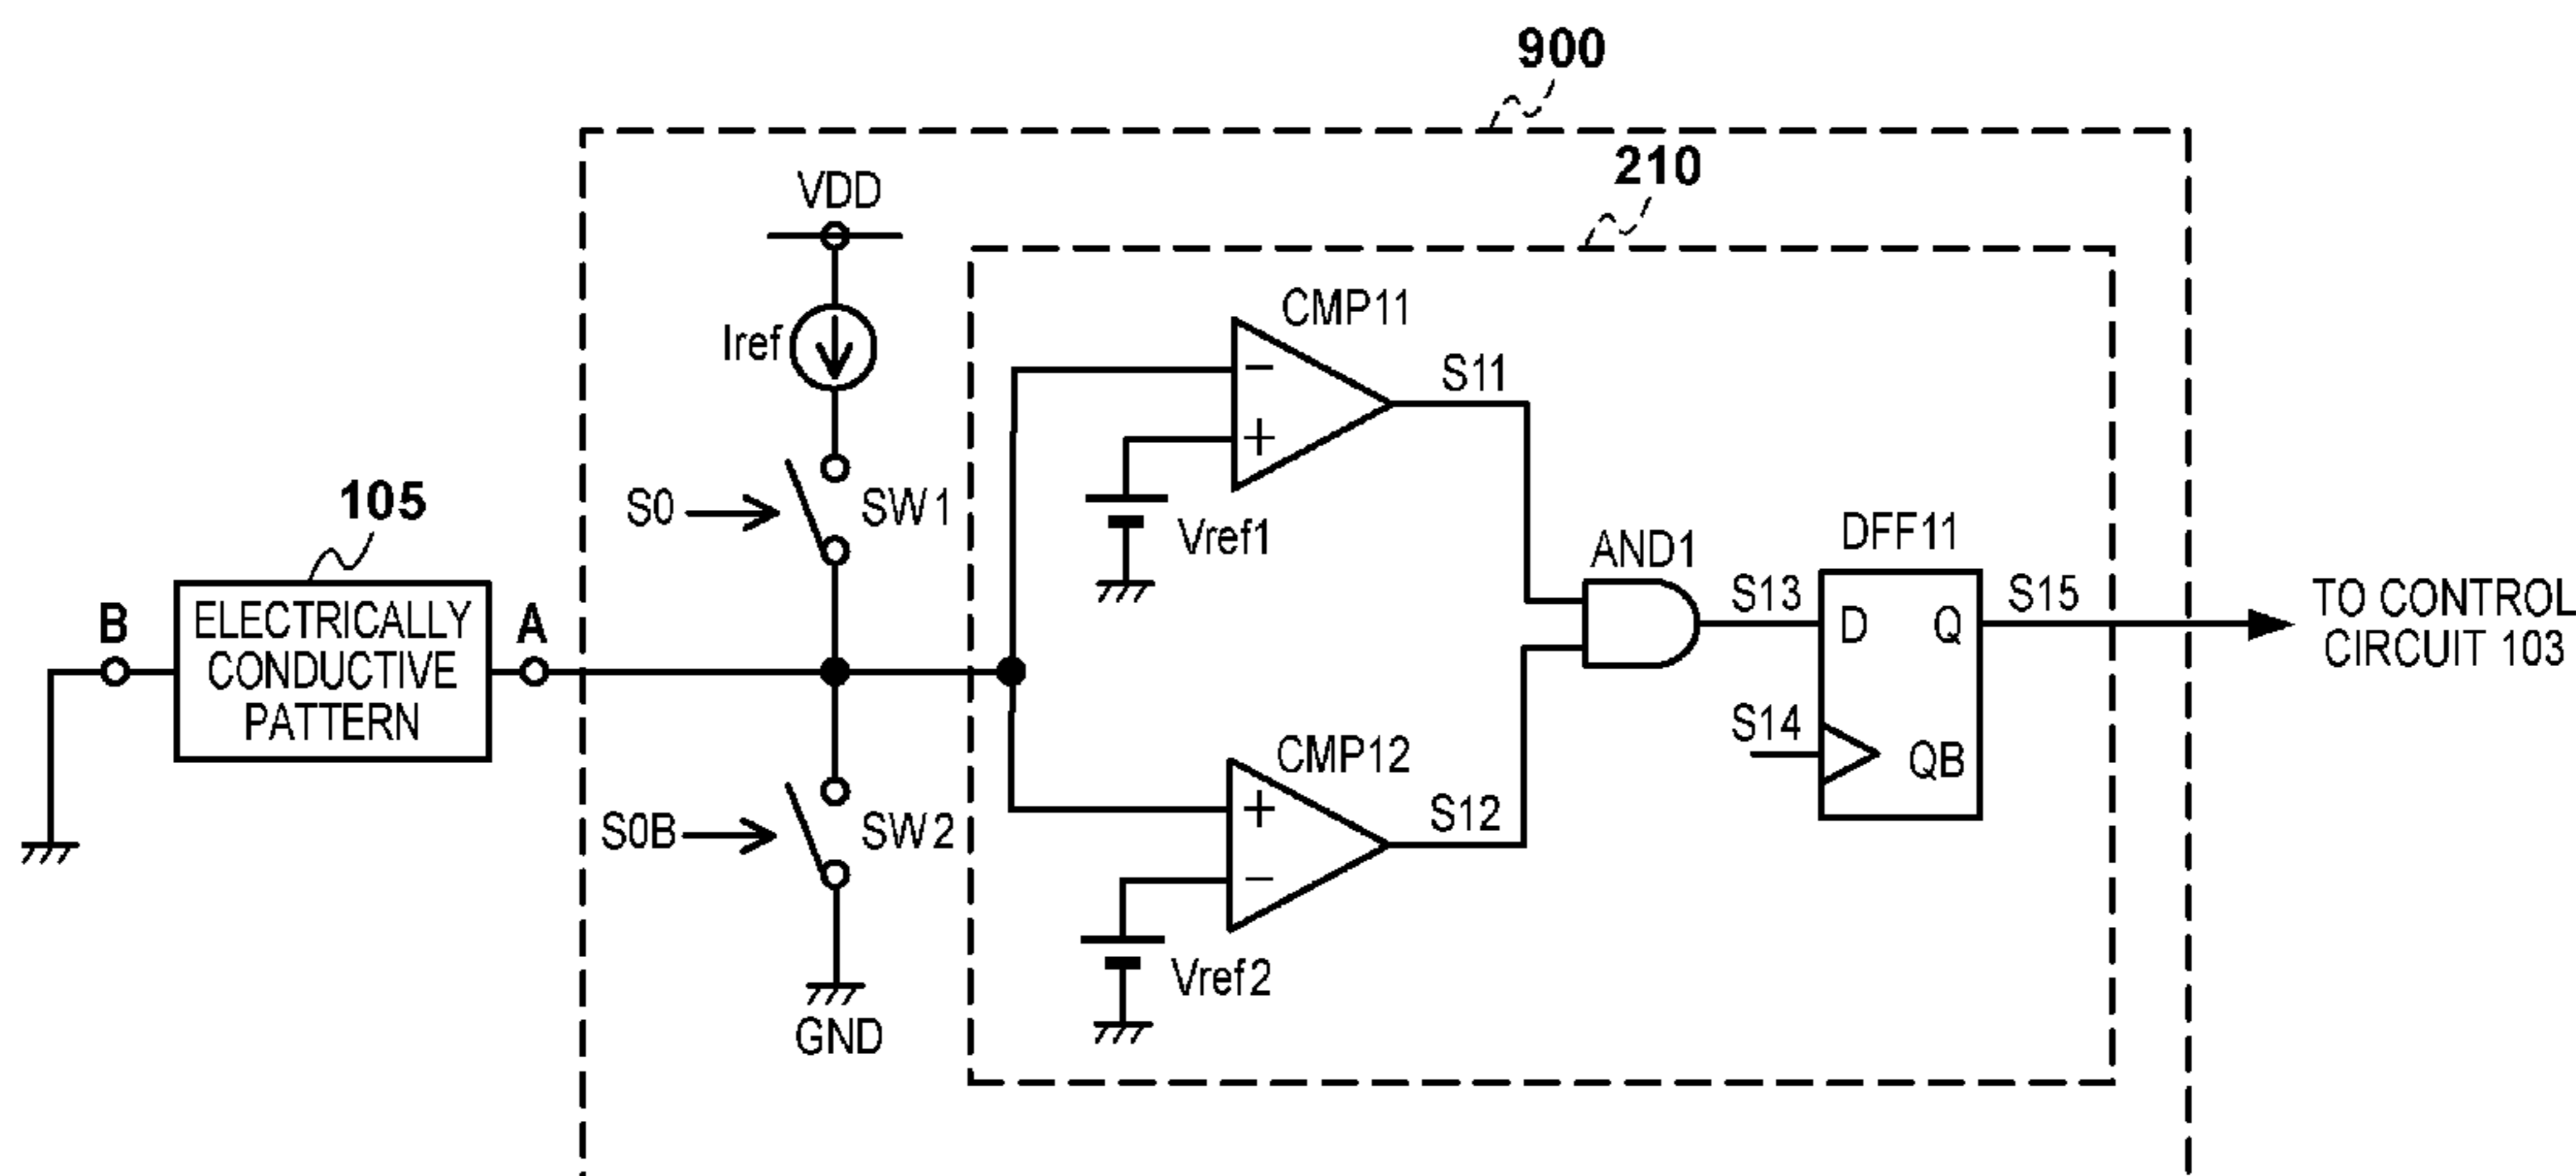 900
210
VDD
Iref
S0
SW1
105
B
ELECTRICALLY
CONDUCTIVE
PATTERN
A
S0B
SW2
GND
CMP11
−
+
S11
Vref1
CMP12
+
−
S12
Vref2
AND1
S13
DFF11
D
Q
S14
QB
S15
TO CONTROL
CIRCUIT 103